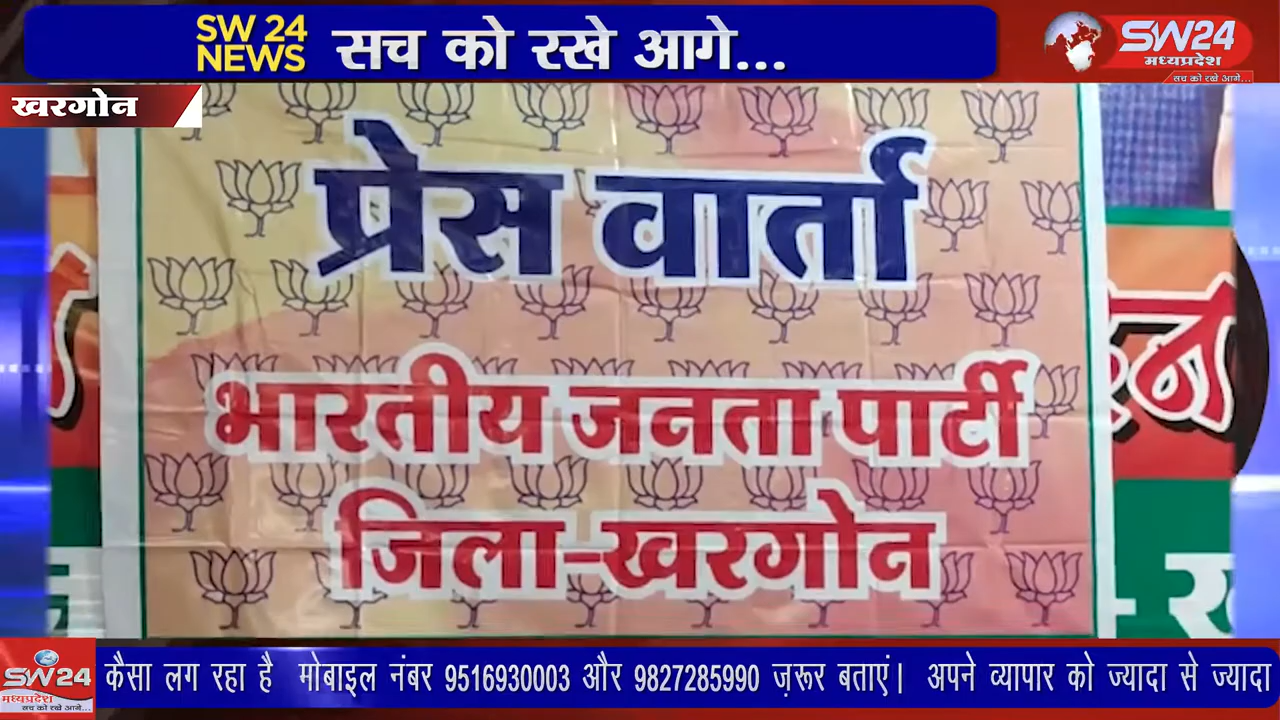 SW 24 NEWS सच को रखे आगे...
SW24
मध्यप्रदेश
सच को रखे आगे...
खरगोन
प्रेस वार्ता
भारतीय जनता पार्टी
जिला-खरगोन
SW24
मध्यप्रदेश
सच को रखे आगे...
कैसा लग रहा है मोबाइल नंबर 9516930003 और 9827285990 ज़रूर बताएं। अपने व्यापार को ज्यादा से ज्यादा